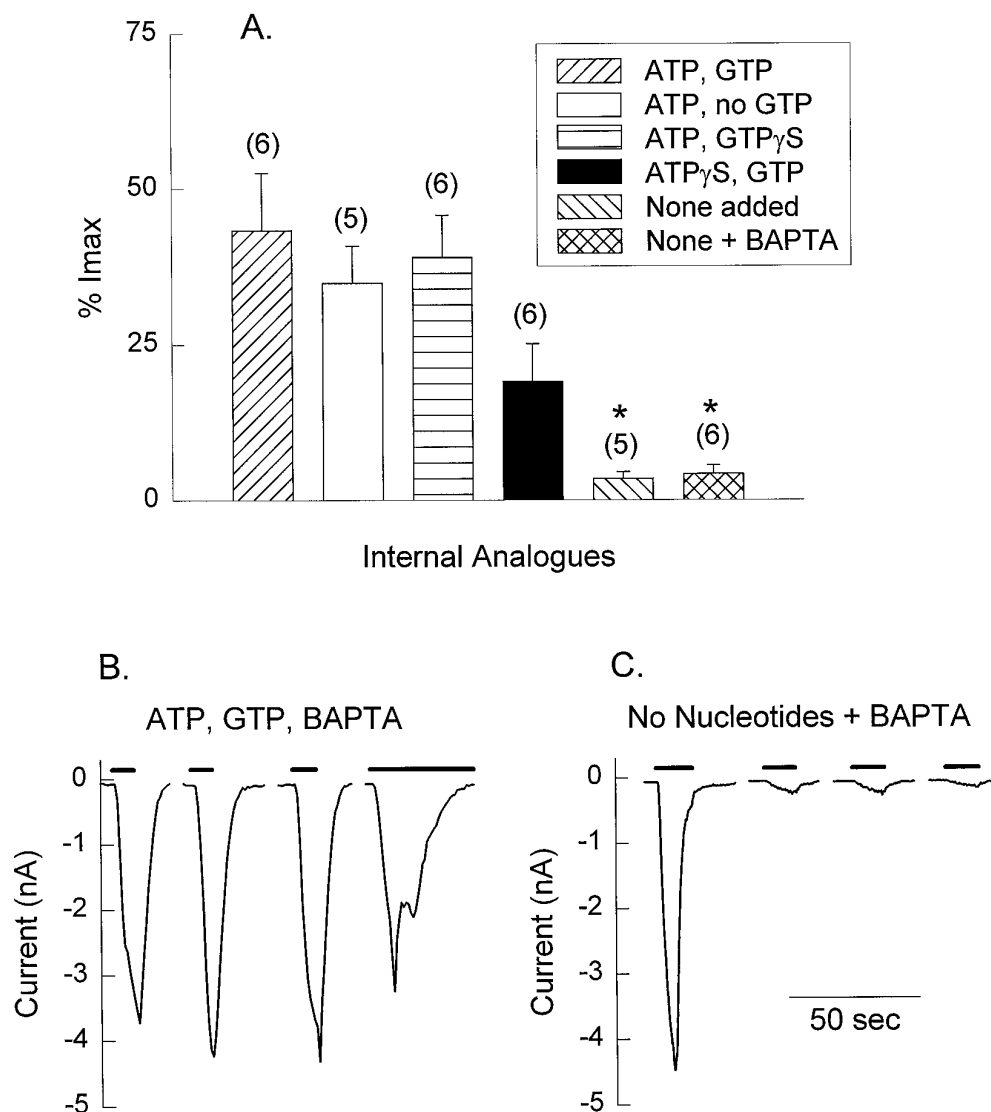 A.
75
50
25
0
% Imax
(6)
(5)
(6)
(6)
*
(5)
*
(6)
ATP, GTP
ATP, no GTP
ATP, GTPγS
ATPγS, GTP
None added
None + BAPTA
Internal Analogues
B.
ATP, GTP, BAPTA
0
-1
-2
-3
-4
-5
Current (nA)
C.
No Nucleotides + BAPTA
0
-1
-2
-3
-4
-5
Current (nA)
50 sec